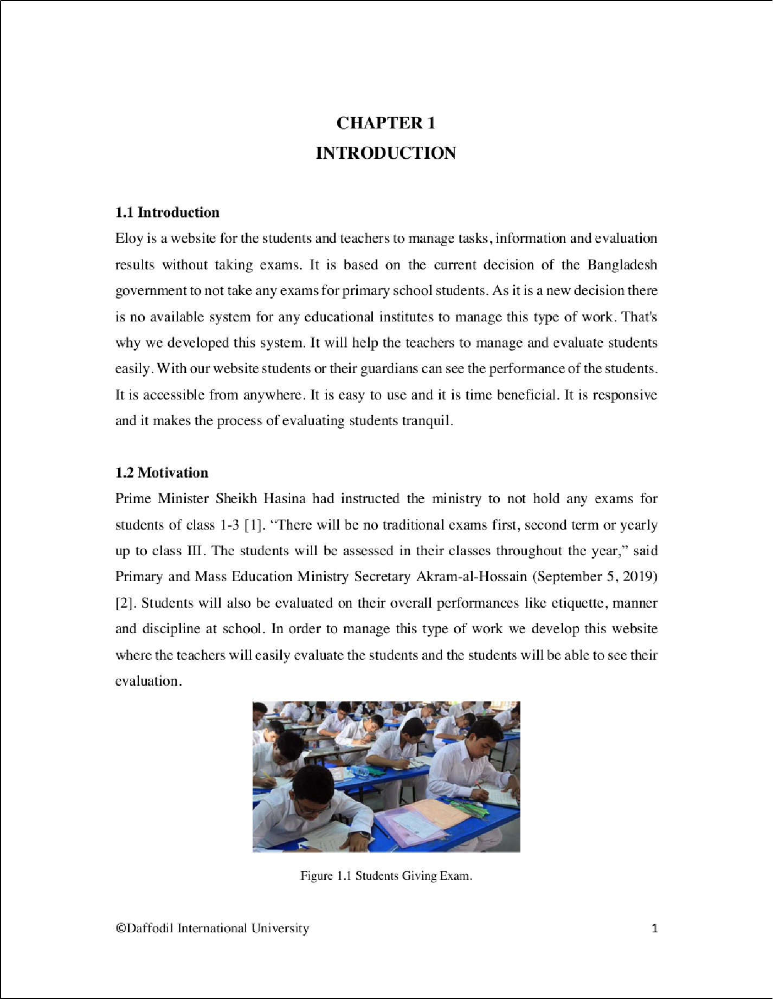 CHAPTER 1
INTRODUCTION
1.1 Introduction
Eloy is a website for the students and teachers to manage tasks, information and evaluation
results without taking exams. It is based on the current decision of the Bangladesh
government to not take any exams for primary school students. As it is a new decision there
is no available system for any educational institutes to manage this type of work. That's
why we developed this system. It will help the teachers to manage and evaluate students
easily. With our website students or their guardians can see the performance of the students.
It is accessible from anywhere. It is easy to use and it is time beneficial. It is responsive
and it makes the process of evaluating students tranquil.
1.2 Motivation
Prime Minister Sheikh Hasina had instructed the ministry to not hold any exams for
students of class 1-3 [1]. “There will be no traditional exams first, second term or yearly
up to class III. The students will be assessed in their classes throughout the year,” said
Primary and Mass Education Ministry Secretary Akram-al-Hossain (September 5, 2019)
[2]. Students will also be evaluated on their overall performances like etiquette, manner
and discipline at school. In order to manage this type of work we develop this website
where the teachers will easily evaluate the students and the students will be able to see their
evaluation.
Figure 1.1 Students Giving Exam.
©Daffodil International University 1